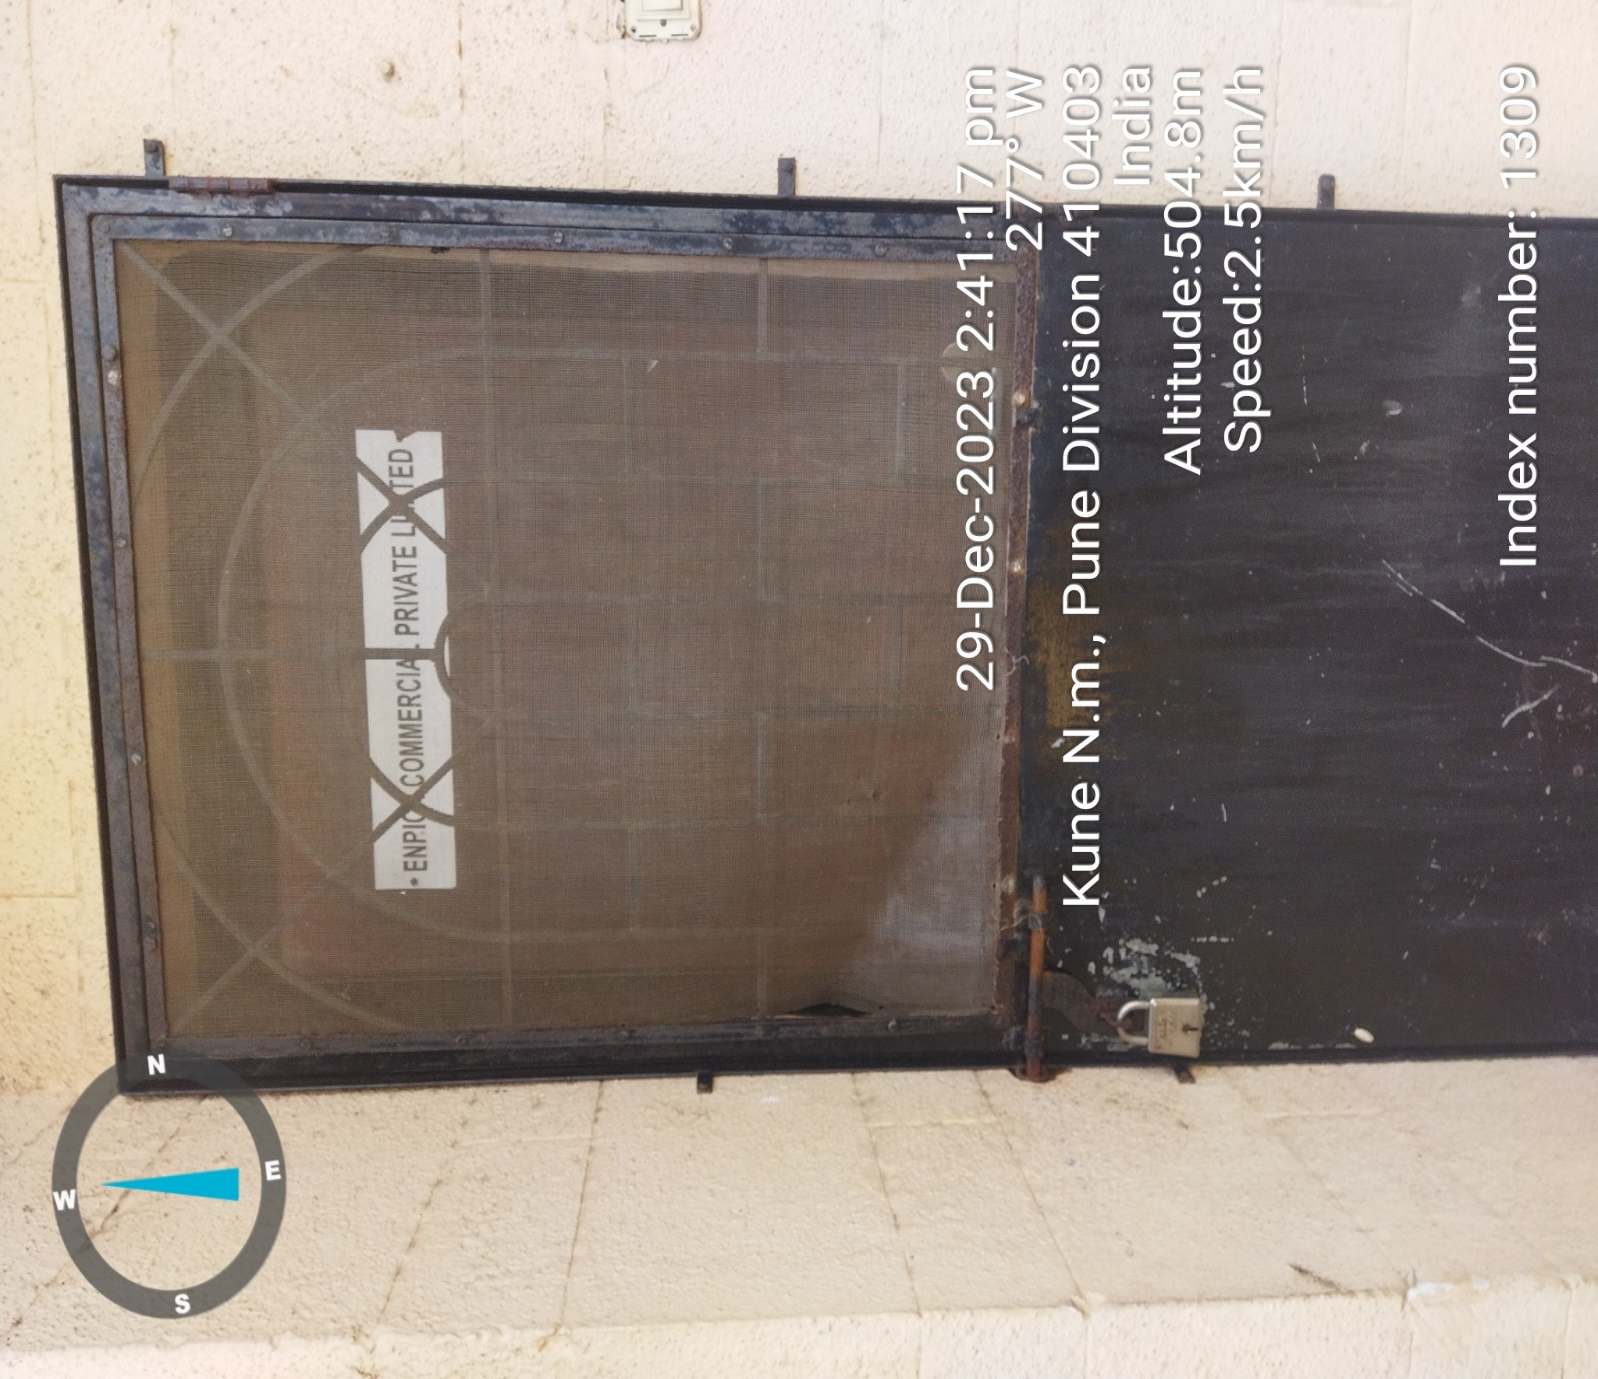 ENPIC COMMERCIAL PRIVATE LIMITED
29-Dec-2023 2:41:17 pm
277° W
Kune N.m., Pune Division 410403
India
Altitude:504.8m
Speed:2.5km/h
Index number: 1309
N
W
E
S